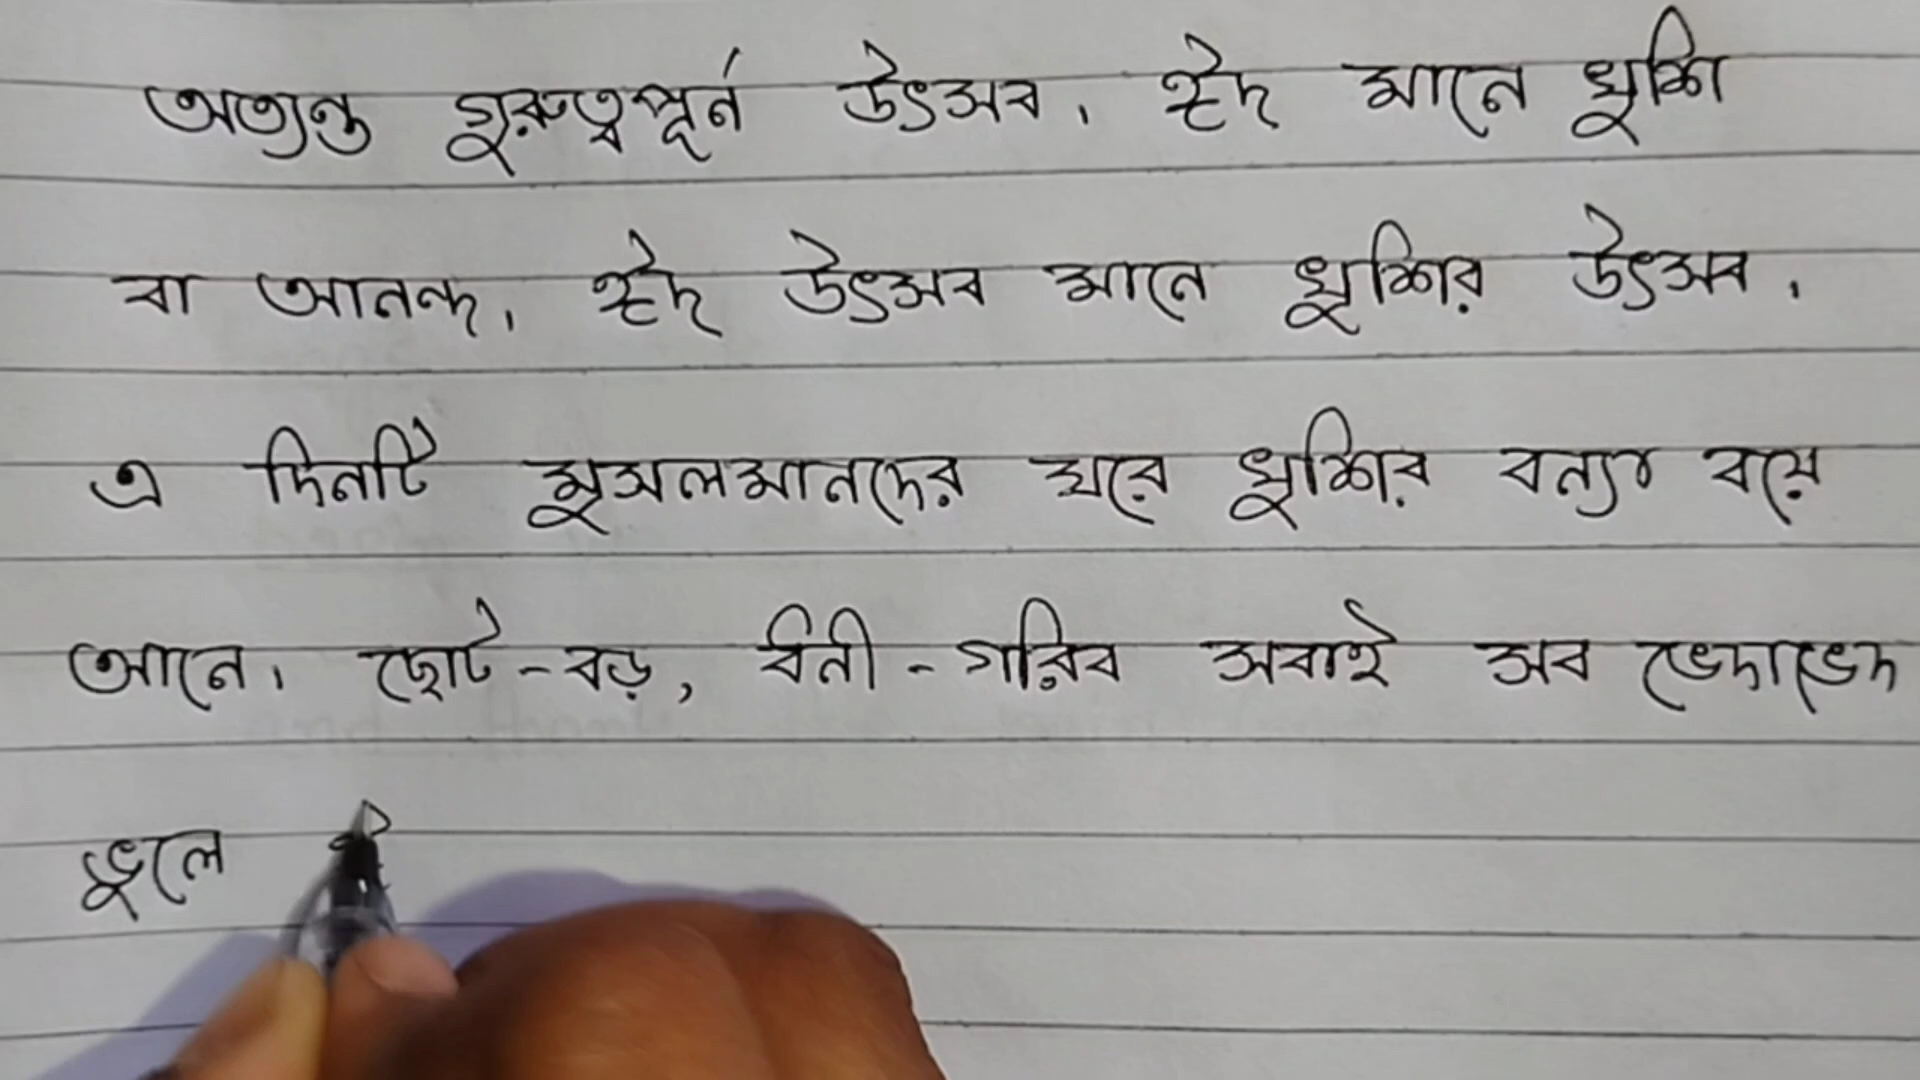 অত্যন্ত গুরুত্বপূর্ন উৎসব। ঈদ মানে খুশি
বা আনন্দ। ঈদ উৎসব মানে খুশির উৎসব।
এ দিনটি মুসলমানদের ঘরে খুশির বন্যা বয়ে
আনে। ছোট-বড়, ধনী-গরিব সবাই সব ভেদাভেদ
ভুলে